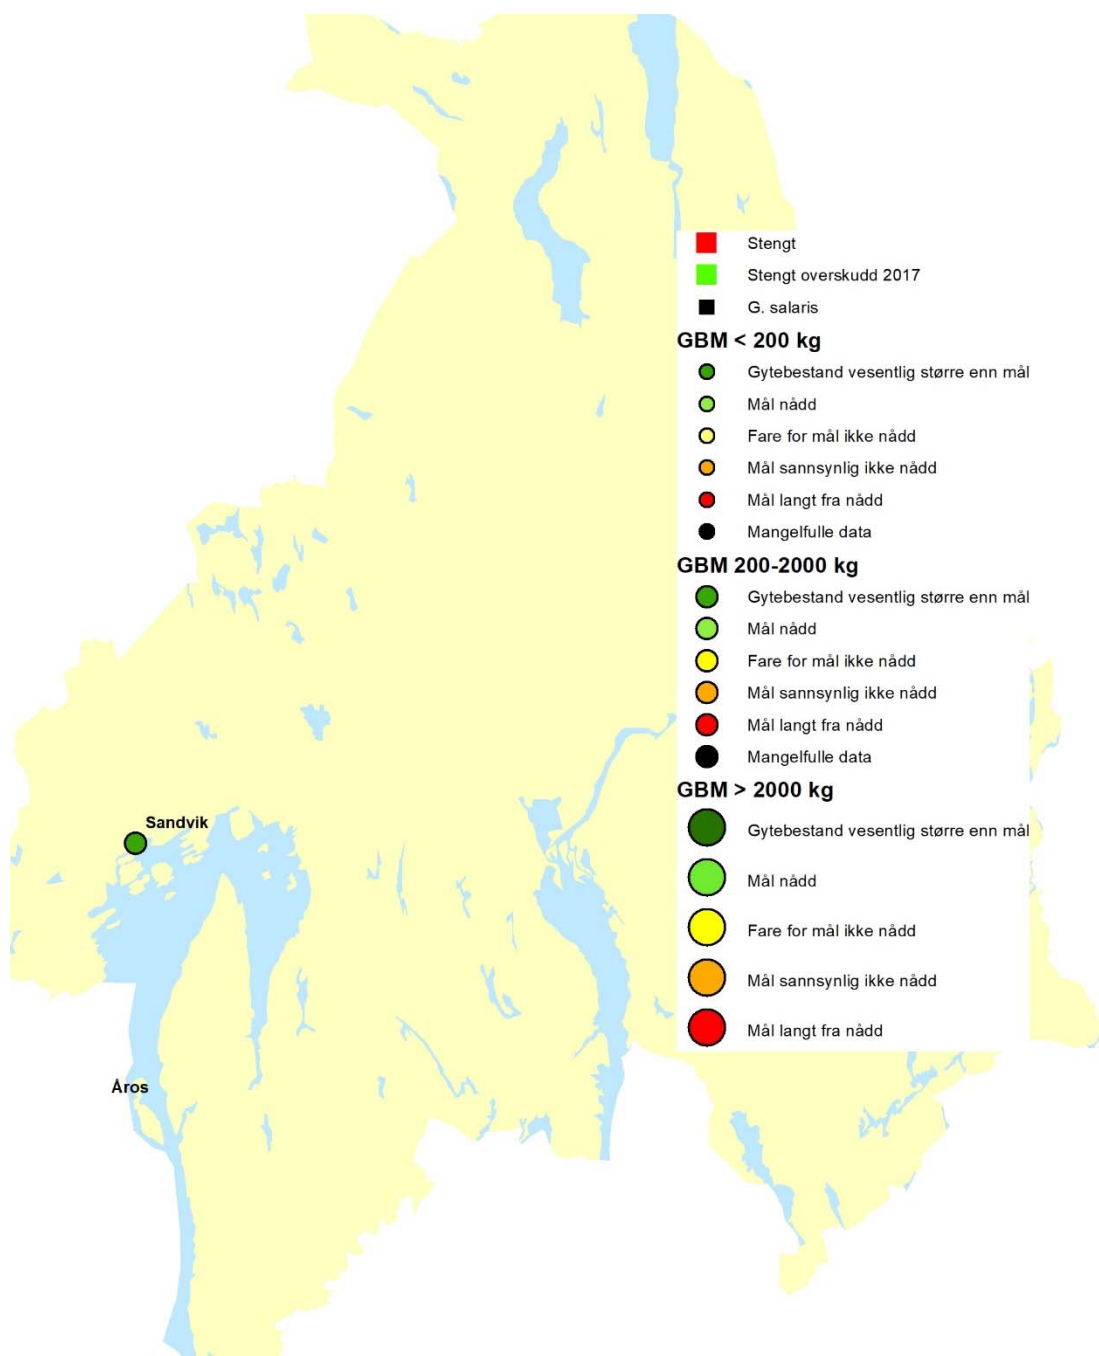 Stengt
Stengt overskudd 2017
G. salaris
GBM < 200 kg
Gytebestand vesentlig større enn mål
Mål nådd
Fare for mål ikke nådd
Mål sannsynlig ikke nådd
Mål langt fra nådd
Mangelfulle data
GBM 200-2000 kg
Gytebestand vesentlig større enn mål
Mål nådd
Fare for mål ikke nådd
Mål sannsynlig ikke nådd
Mål langt fra nådd
Mangelfulle data
GBM > 2000 kg
Gytebestand vesentlig større enn mål
Mål nådd
Fare for mål ikke nådd
Mål sannsynlig ikke nådd
Mål langt fra nådd
Sandvik
Åros